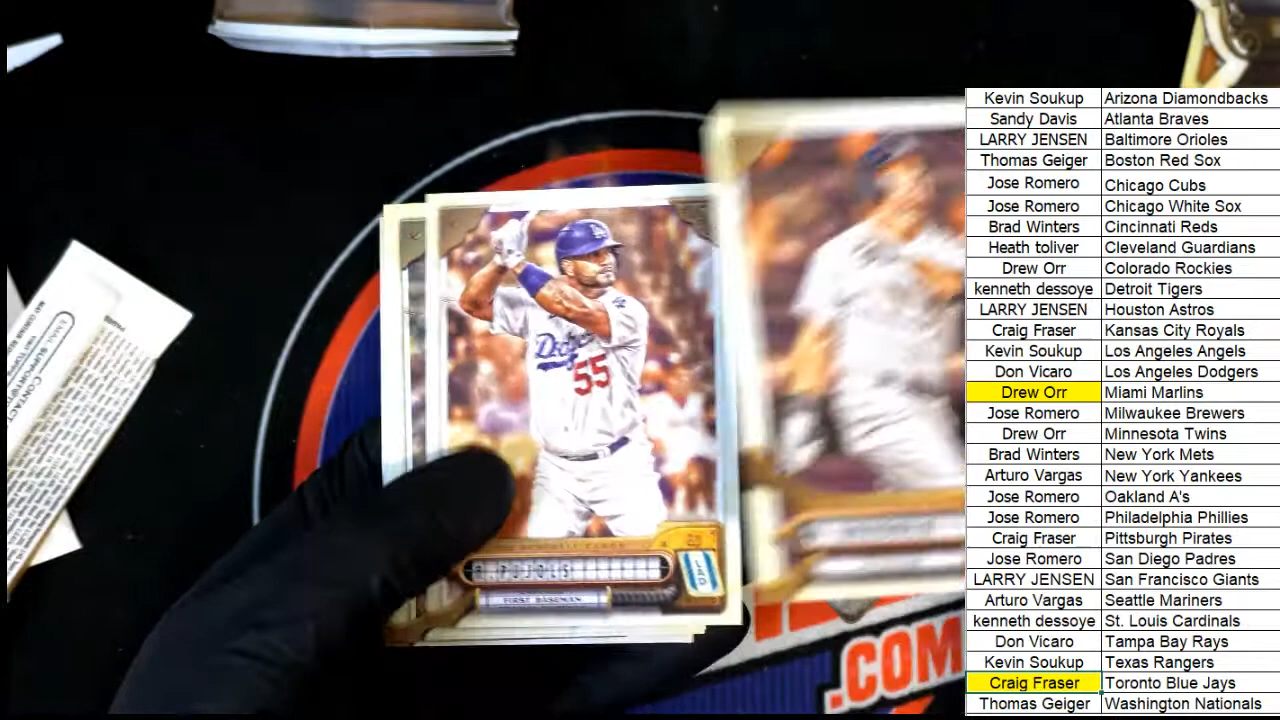 Kevin Soukup Arizona Diamondbacks
Sandy Davis Atlanta Braves
LARRY JENSEN Baltimore Orioles
Thomas Geiger Boston Red Sox
Jose Romero Chicago Cubs
Jose Romero Chicago White Sox
Brad Winters Cincinnati Reds
Heath toliver Cleveland Guardians
Drew Orr Colorado Rockies
kenneth dessoye Detroit Tigers
LARRY JENSEN Houston Astros
Craig Fraser Kansas City Royals
Kevin Soukup Los Angeles Angels
Don Vicaro Los Angeles Dodgers
Drew Orr Miami Marlins
Jose Romero Milwaukee Brewers
Drew Orr Minnesota Twins
Brad Winters New York Mets
Arturo Vargas New York Yankees
Jose Romero Oakland A's
Jose Romero Philadelphia Phillies
Craig Fraser Pittsburgh Pirates
Jose Romero San Diego Padres
LARRY JENSEN San Francisco Giants
Arturo Vargas Seattle Mariners
kenneth dessoye St. Louis Cardinals
Don Vicaro Tampa Bay Rays
Kevin Soukup Texas Rangers
Craig Fraser Toronto Blue Jays
Thomas Geiger Washington Nationals
LA
Dodgers
55
A. PUJOLS
FIRST BASEMAN
LAD
.COM